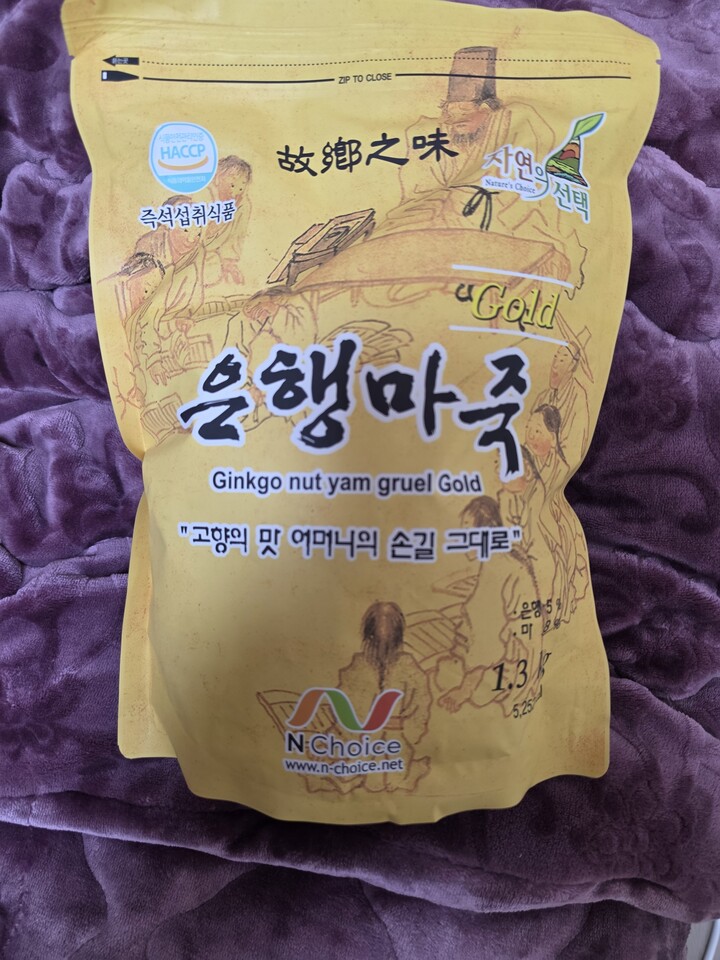 ZIP TO CLOSE
HACCP
즉석섭취식품
故鄕之味
자연의
Nature's Choice
선택
"Gold
은행마죽
Ginkgo nut yam gruel Gold
"고향의 맛 어머니의 손길 그대로"
N-Choice
www.n-choice.net